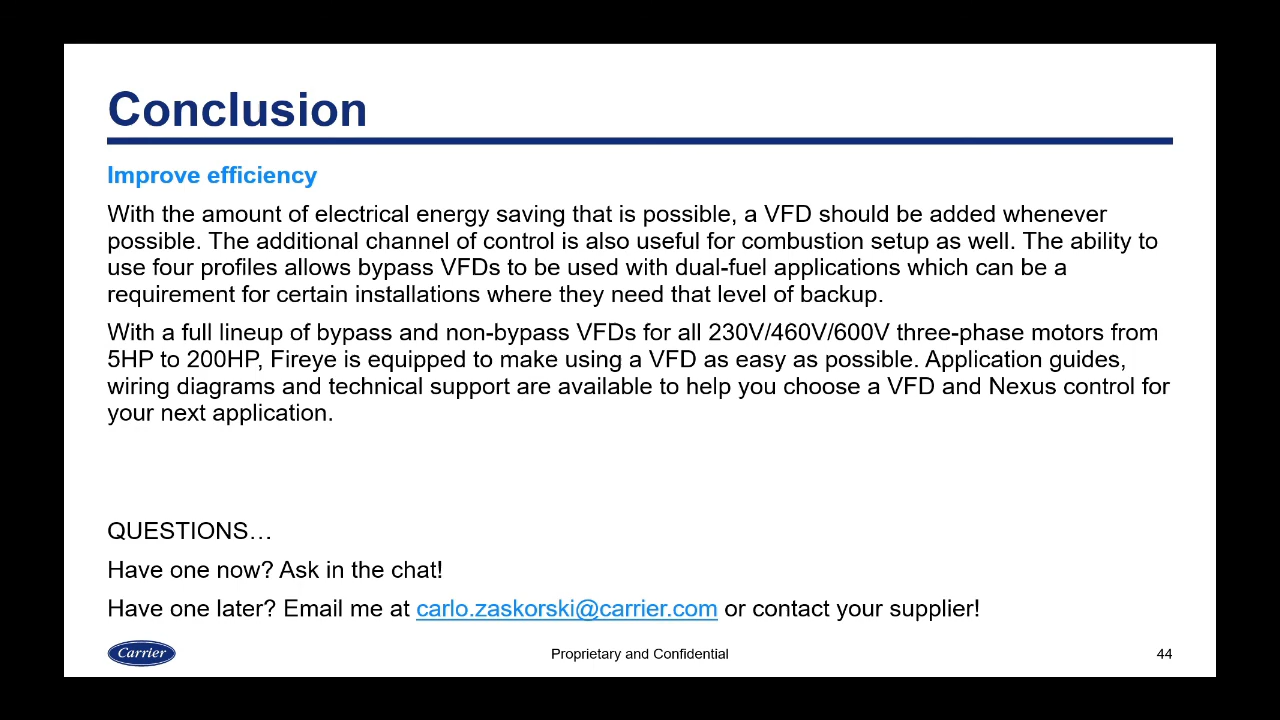 Conclusion
Improve efficiency
With the amount of electrical energy saving that is possible, a VFD should be added whenever
possible. The additional channel of control is also useful for combustion setup as well. The ability to
use four profiles allows bypass VFDs to be used with dual-fuel applications which can be a
requirement for certain installations where they need that level of backup.
With a full lineup of bypass and non-bypass VFDs for all 230V/460V/600V three-phase motors from
5HP to 200HP, Fireye is equipped to make using a VFD as easy as possible. Application guides,
wiring diagrams and technical support are available to help you choose a VFD and Nexus control for
your next application.
QUESTIONS…
Have one now? Ask in the chat!
Have one later? Email me at carlo.zaskorski@carrier.com or contact your supplier!
Carrier
Proprietary and Confidential
44